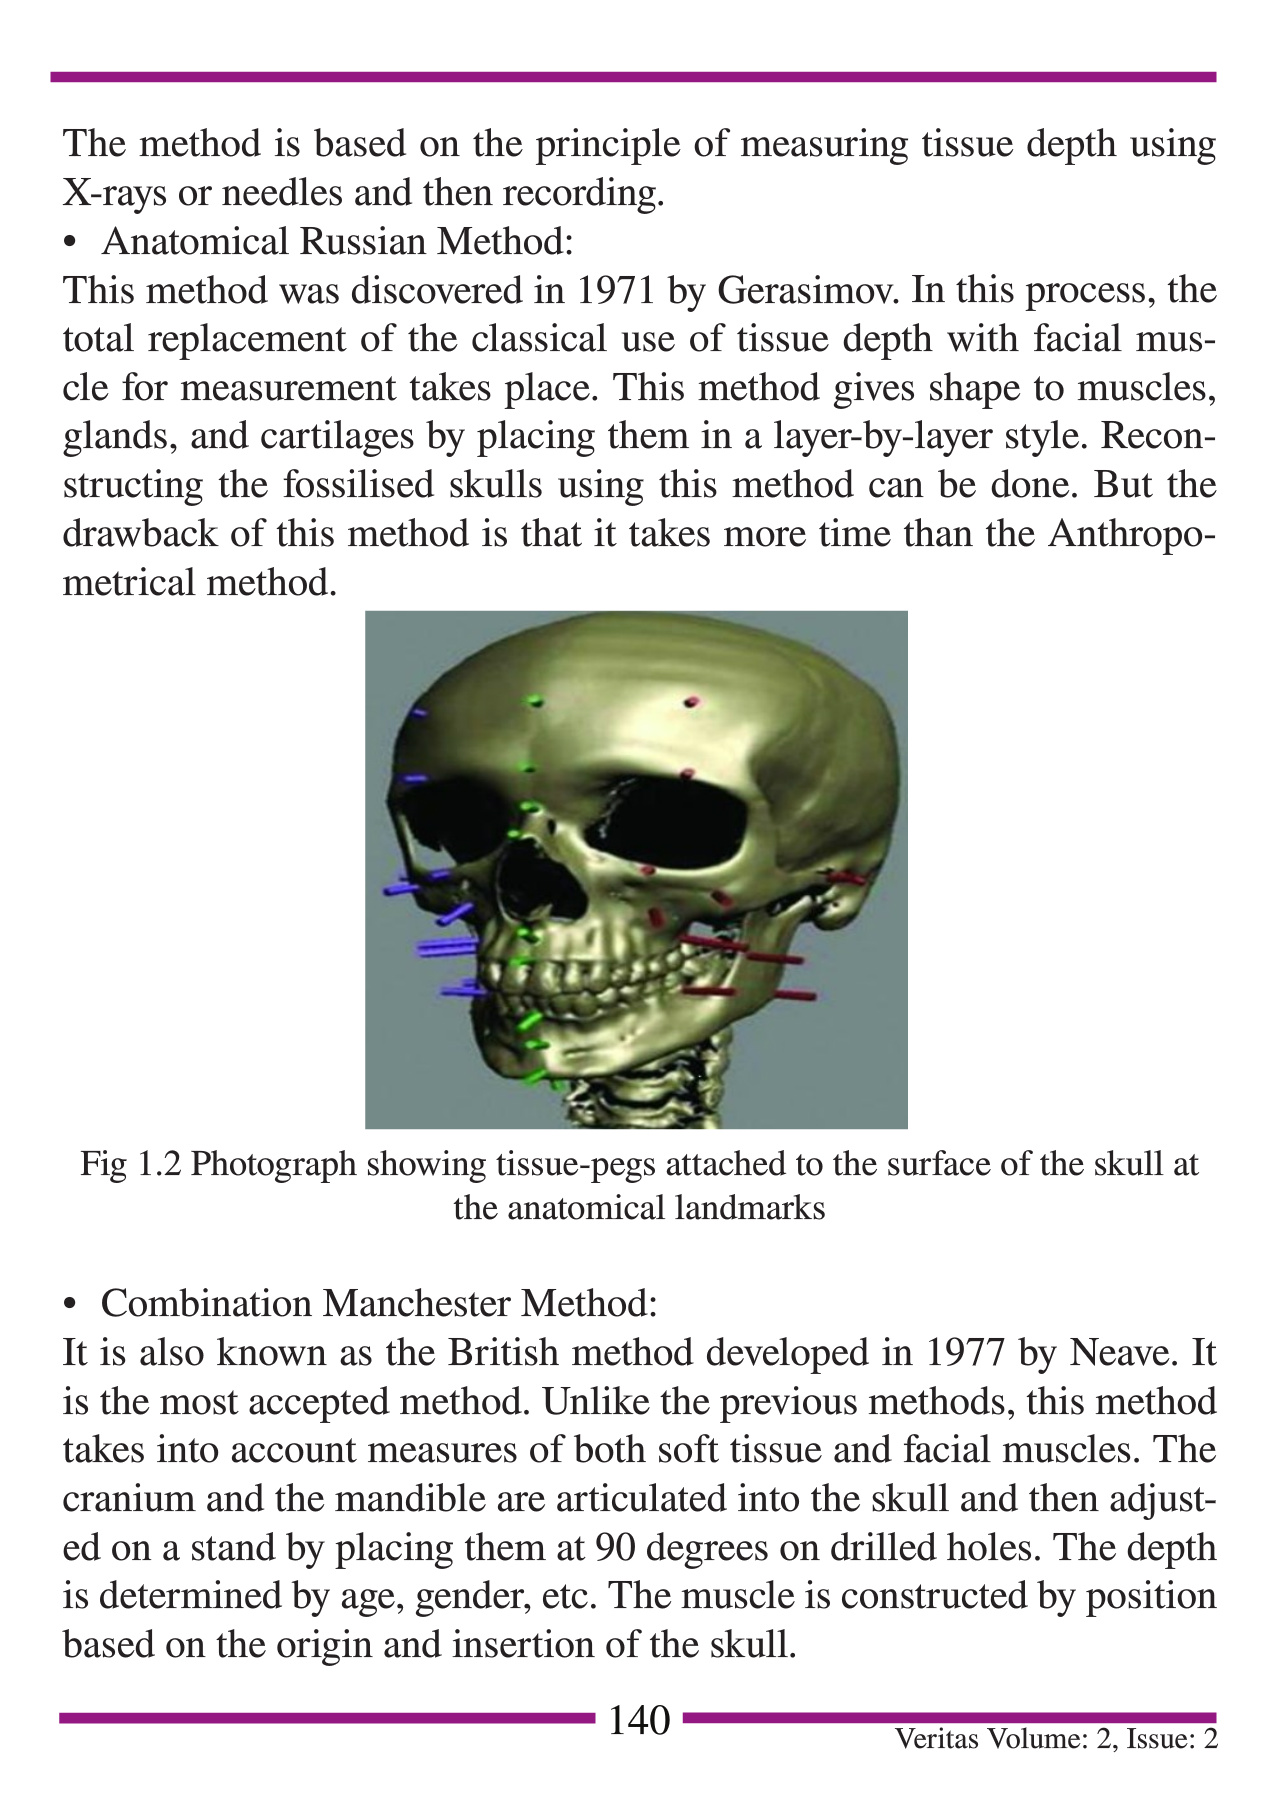 The method is based on the principle of measuring tissue depth using
X-rays or needles and then recording.
• Anatomical Russian Method:
This method was discovered in 1971 by Gerasimov. In this process, the
total replacement of the classical use of tissue depth with facial mus-
cle for measurement takes place. This method gives shape to muscles,
glands, and cartilages by placing them in a layer-by-layer style. Recon-
structing the fossilised skulls using this method can be done. But the
drawback of this method is that it takes more time than the Anthropo-
metrical method.
Fig 1.2 Photograph showing tissue-pegs attached to the surface of the skull at
the anatomical landmarks
• Combination Manchester Method:
It is also known as the British method developed in 1977 by Neave. It
is the most accepted method. Unlike the previous methods, this method
takes into account measures of both soft tissue and facial muscles. The
cranium and the mandible are articulated into the skull and then adjust-
ed on a stand by placing them at 90 degrees on drilled holes. The depth
is determined by age, gender, etc. The muscle is constructed by position
based on the origin and insertion of the skull.
140
Veritas Volume: 2, Issue: 2